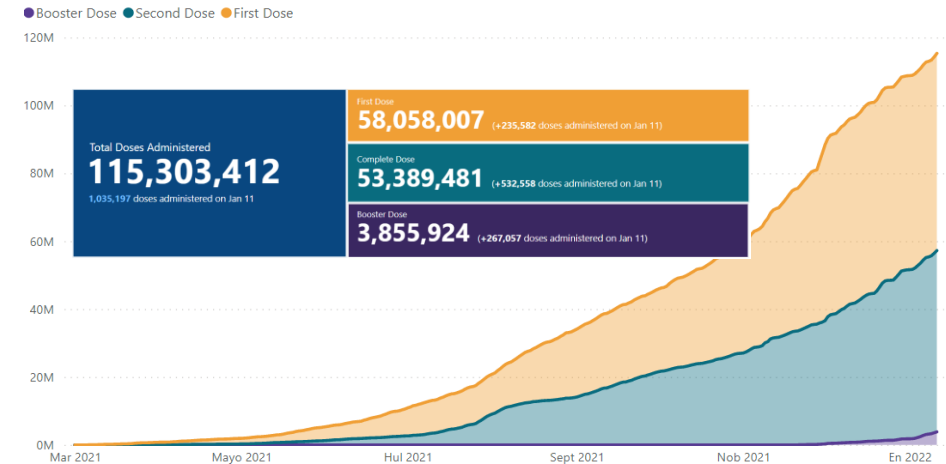 Booster Dose Second Dose First Dose
120M
100M
80M
60M
40M
20M
0M
Total Doses Administered
115,303,412
1,035,197 doses administered on Jan 11
First Dose
58,058,007 (+235,582 doses administered on Jan 11)
Complete Dose
53,389,481 (+532,558 doses administered on Jan 11)
Booster Dose
3,855,924 (+267,057 doses administered on Jan 11)
Mar 2021 Mayo 2021 Hul 2021 Sept 2021 Nob 2021 En 2022